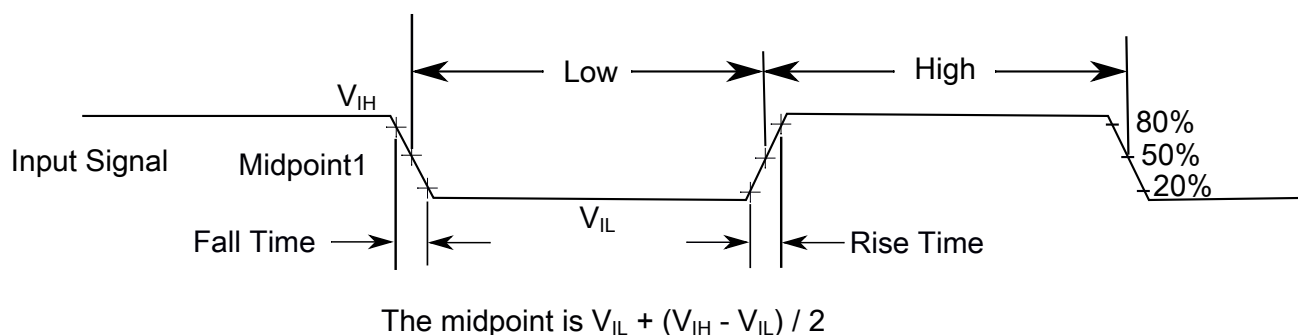 Low
High
V_IH
80%
Input Signal
Midpoint1
50%
20%
V_IL
Fall Time
Rise Time
The midpoint is V_IL + (V_IH - V_IL) / 2